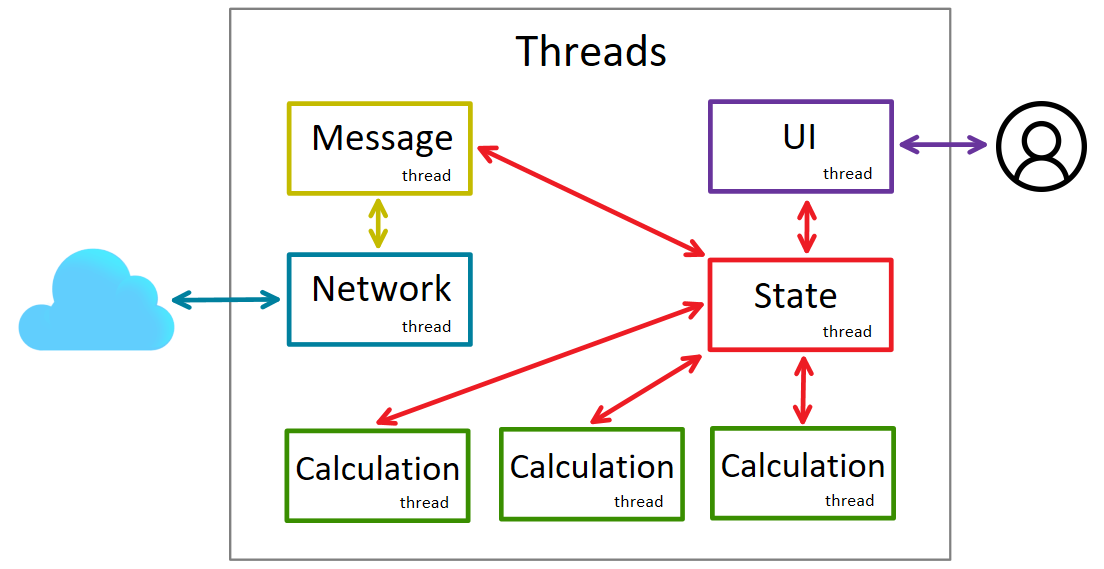 Threads
Message
thread
UI
thread
Network
thread
State
thread
Calculation
thread
Calculation
thread
Calculation
thread